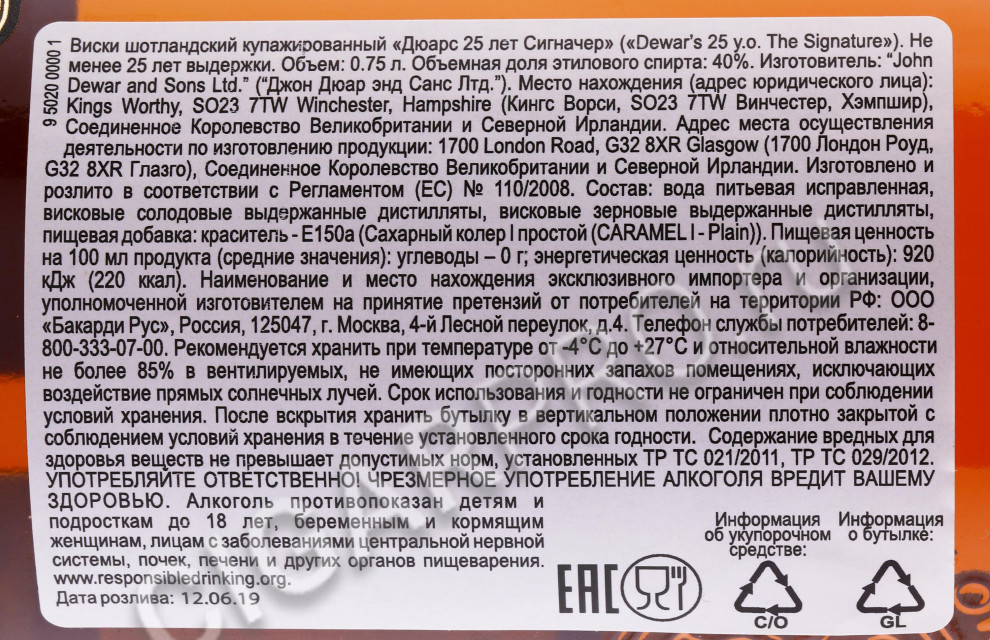 9 5020 0000 1
Виски шотландский купажированный «Дюарс 25 лет Сигначер» («Dewar's 25 y.o. The Signature»). Не
менее 25 лет выдержки. Объем: 0.75 л. Объемная доля этилового спирта: 40%. Изготовитель: "John
Dewar and Sons Ltd." ("Джон Дюар энд Санс Лтд."). Место нахождения (адрес юридического лица):
Kings Worthy, SO23 7TW Winchester, Hampshire (Кингс Ворси, SO23 7TW Винчестер, Хэмпшир),
Соединенное Королевство Великобритании и Северной Ирландии. Адрес места осуществления
деятельности по изготовлению продукции: 1700 London Road, G32 8XR Glasgow (1700 Лондон Роуд,
G32 8XR Глазго), Соединенное Королевство Великобритании и Северной Ирландии. Изготовлено и
розлито в соответствии с Регламентом (ЕС) № 110/2008. Состав: вода питьевая исправленная,
висковые солодовые выдержанные дистилляты, висковые зерновые выдержанные дистилляты,
пищевая добавка: краситель - Е150а (Сахарный колер I простой (CARAMEL I - Plain)). Пищевая ценность
на 100 мл продукта (средние значения): углеводы – 0 г; энергетическая ценность (калорийность): 920
кДж (220 ккал). Наименование и место нахождения эксклюзивного импортера и организации,
уполномоченной изготовителем на принятие претензий от потребителей на территории РФ: ООО
«Бакарди Рус», Россия, 125047, г. Москва, 4-й Лесной переулок, д.4. Телефон службы потребителей: 8-
800-333-07-00. Рекомендуется хранить при температуре от -4°С до +27°С и относительной влажности
не более 85% в вентилируемых, не имеющих посторонних запахов помещениях, исключающих
воздействие прямых солнечных лучей. Срок использования и годности не ограничен при соблюдении
условий хранения. После вскрытия хранить бутылку в вертикальном положении плотно закрытой с
соблюдением условий хранения в течение установленного срока годности. Содержание вредных для
здоровья веществ не превышает допустимых норм, установленных ТР ТС 021/2011, ТР ТС 029/2012.
УПОТРЕБЛЯЙТЕ ОТВЕТСТВЕННО! ЧРЕЗМЕРНОЕ УПОТРЕБЛЕНИЕ АЛКОГОЛЯ ВРЕДИТ ВАШЕМУ
ЗДОРОВЬЮ. Алкоголь противопоказан детям и
подросткам до 18 лет, беременным и кормящим
женщинам, лицам с заболеваниями центральной нервной
системы, почек, печени и других органов пищеварения.
www.responsibledrinking.org.
Дата розлива: 12.06.19
EAC
Информация
об укупорочном
средстве:
C/O
Информация
о бутылке:
GL
CIGARPRO.ru